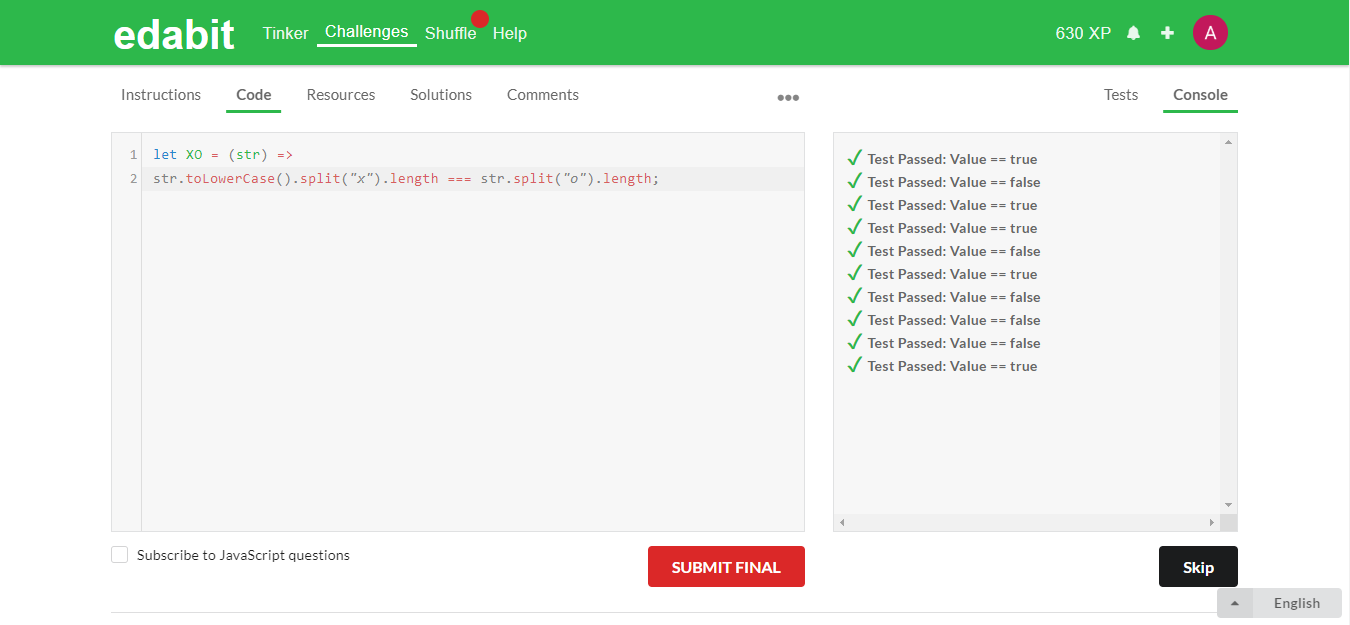 edabit Tinker Challenges Shuffle Help 630 XP A
Instructions Code Resources Solutions Comments ••• Tests Console
1 let XO = (str) =>
2 str.toLowerCase().split("x").length === str.split("o").length;
✓ Test Passed: Value == true
✓ Test Passed: Value == false
✓ Test Passed: Value == true
✓ Test Passed: Value == true
✓ Test Passed: Value == false
✓ Test Passed: Value == true
✓ Test Passed: Value == false
✓ Test Passed: Value == false
✓ Test Passed: Value == false
✓ Test Passed: Value == true
Subscribe to JavaScript questions SUBMIT FINAL Skip
English